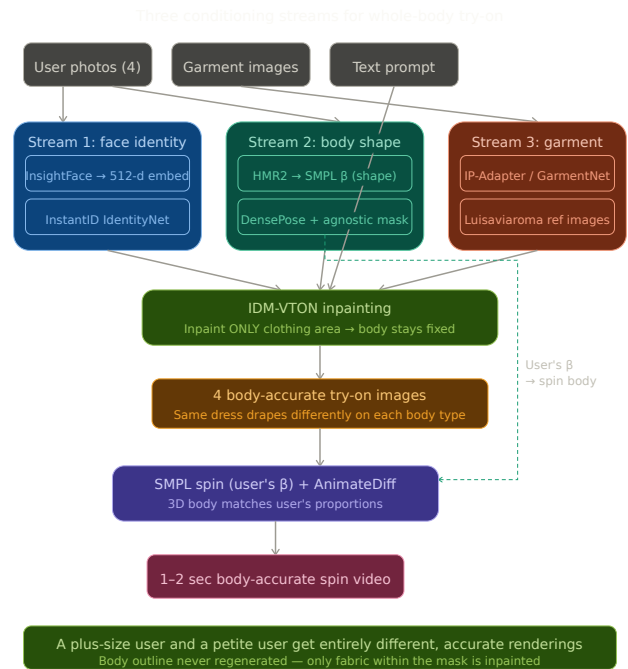 Three conditioning streams for whole-body try-on
User photos (4)
Garment images
Text prompt
Stream 1: face identity
InsightFace → 512-d embed
InstantID IdentityNet
Stream 2: body shape
HMR2 → SMPL β (shape)
DensePose + agnostic mask
Stream 3: garment
IP-Adapter / GarmentNet
Luisaviaroma ref images
IDM-VTON inpainting
Inpaint ONLY clothing area → body stays fixed
User's β
→ spin body
4 body-accurate try-on images
Same dress drapes differently on each body type
SMPL spin (user's β) + AnimateDiff
3D body matches user's proportions
1–2 sec body-accurate spin video
A plus-size user and a petite user get entirely different, accurate renderings
Body outline never regenerated — only fabric within the mask is inpainted